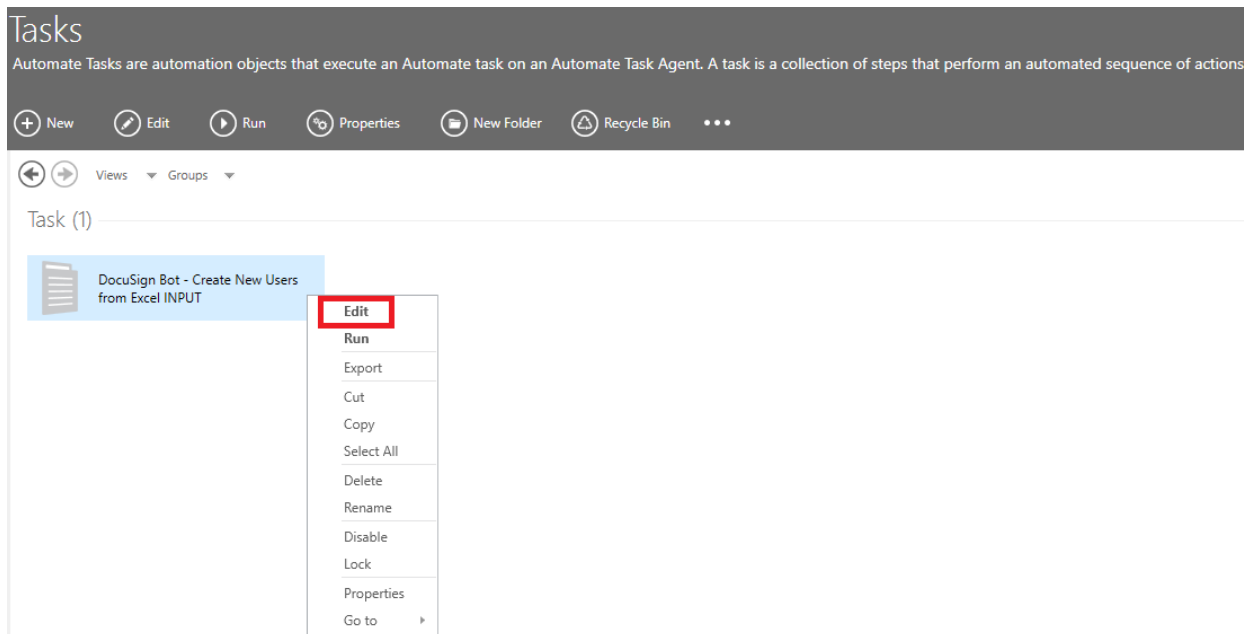 Tasks
Automate Tasks are automation objects that execute an Automate task on an Automate Task Agent. A task is a collection of steps that perform an automated sequence of actions
New Edit Run Properties New Folder Recycle Bin
Views Groups
Task (1)
DocuSign Bot - Create New Users
from Excel INPUT
Edit
Run
Export
Cut
Copy
Select All
Delete
Rename
Disable
Lock
Properties
Go to